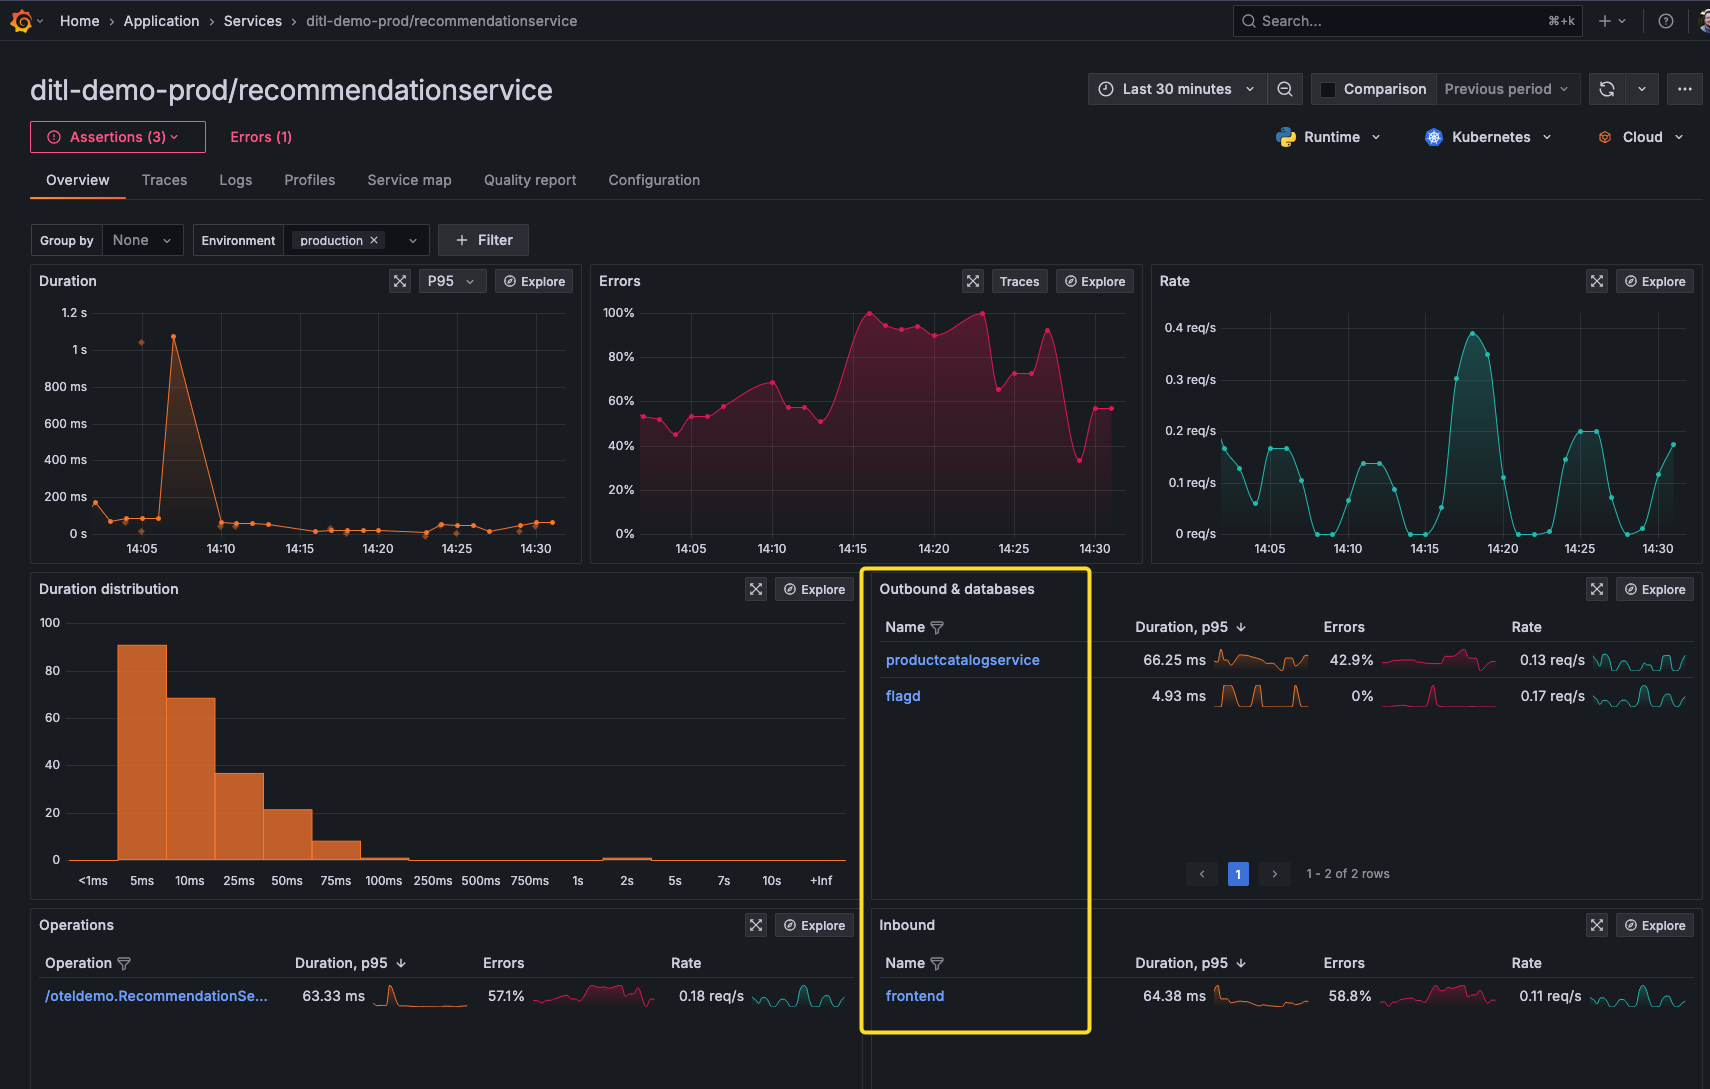 Home › Application › Services › ditl-demo-prod/recommendationservice
Search... ⌘+k
ditl-demo-prod/recommendationservice
Last 30 minutes
Comparison Previous period
Assertions (3) Errors (1)
Runtime Kubernetes Cloud
Overview Traces Logs Profiles Service map Quality report Configuration
Group by None Environment production × + Filter
Duration P95 Explore
1.2 s
1 s
800 ms
600 ms
400 ms
200 ms
0 s
14:05 14:10 14:15 14:20 14:25 14:30
Errors Traces Explore
100%
80%
60%
40%
20%
0%
14:05 14:10 14:15 14:20 14:25 14:30
Rate Explore
0.4 req/s
0.3 req/s
0.2 req/s
0.1 req/s
0 req/s
14:05 14:10 14:15 14:20 14:25 14:30
Duration distribution Explore
100
80
60
40
20
0
<1ms 5ms 10ms 25ms 50ms 75ms 100ms 250ms 500ms 750ms 1s 2s 5s 7s 10s +Inf
Outbound & databases Explore
Name Duration, p95 ↓ Errors Rate
productcatalogservice 66.25 ms 42.9% 0.13 req/s
flagd 4.93 ms 0% 0.17 req/s
‹ 1 › 1 - 2 of 2 rows
Operations Explore
Operation Duration, p95 ↓ Errors Rate
/oteldemo.RecommendationSe... 63.33 ms 57.1% 0.18 req/s
Inbound Explore
Name Duration, p95 ↓ Errors Rate
frontend 64.38 ms 58.8% 0.11 req/s